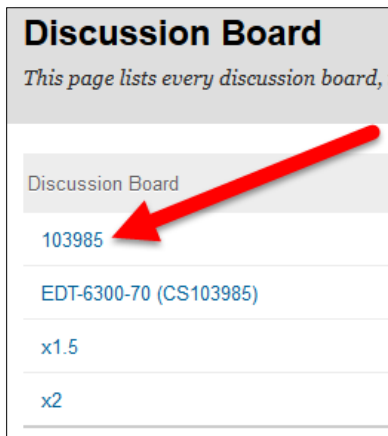 Discussion Board
This page lists every discussion board,
Discussion Board
103985
EDT-6300-70 (CS103985)
x1.5
x2